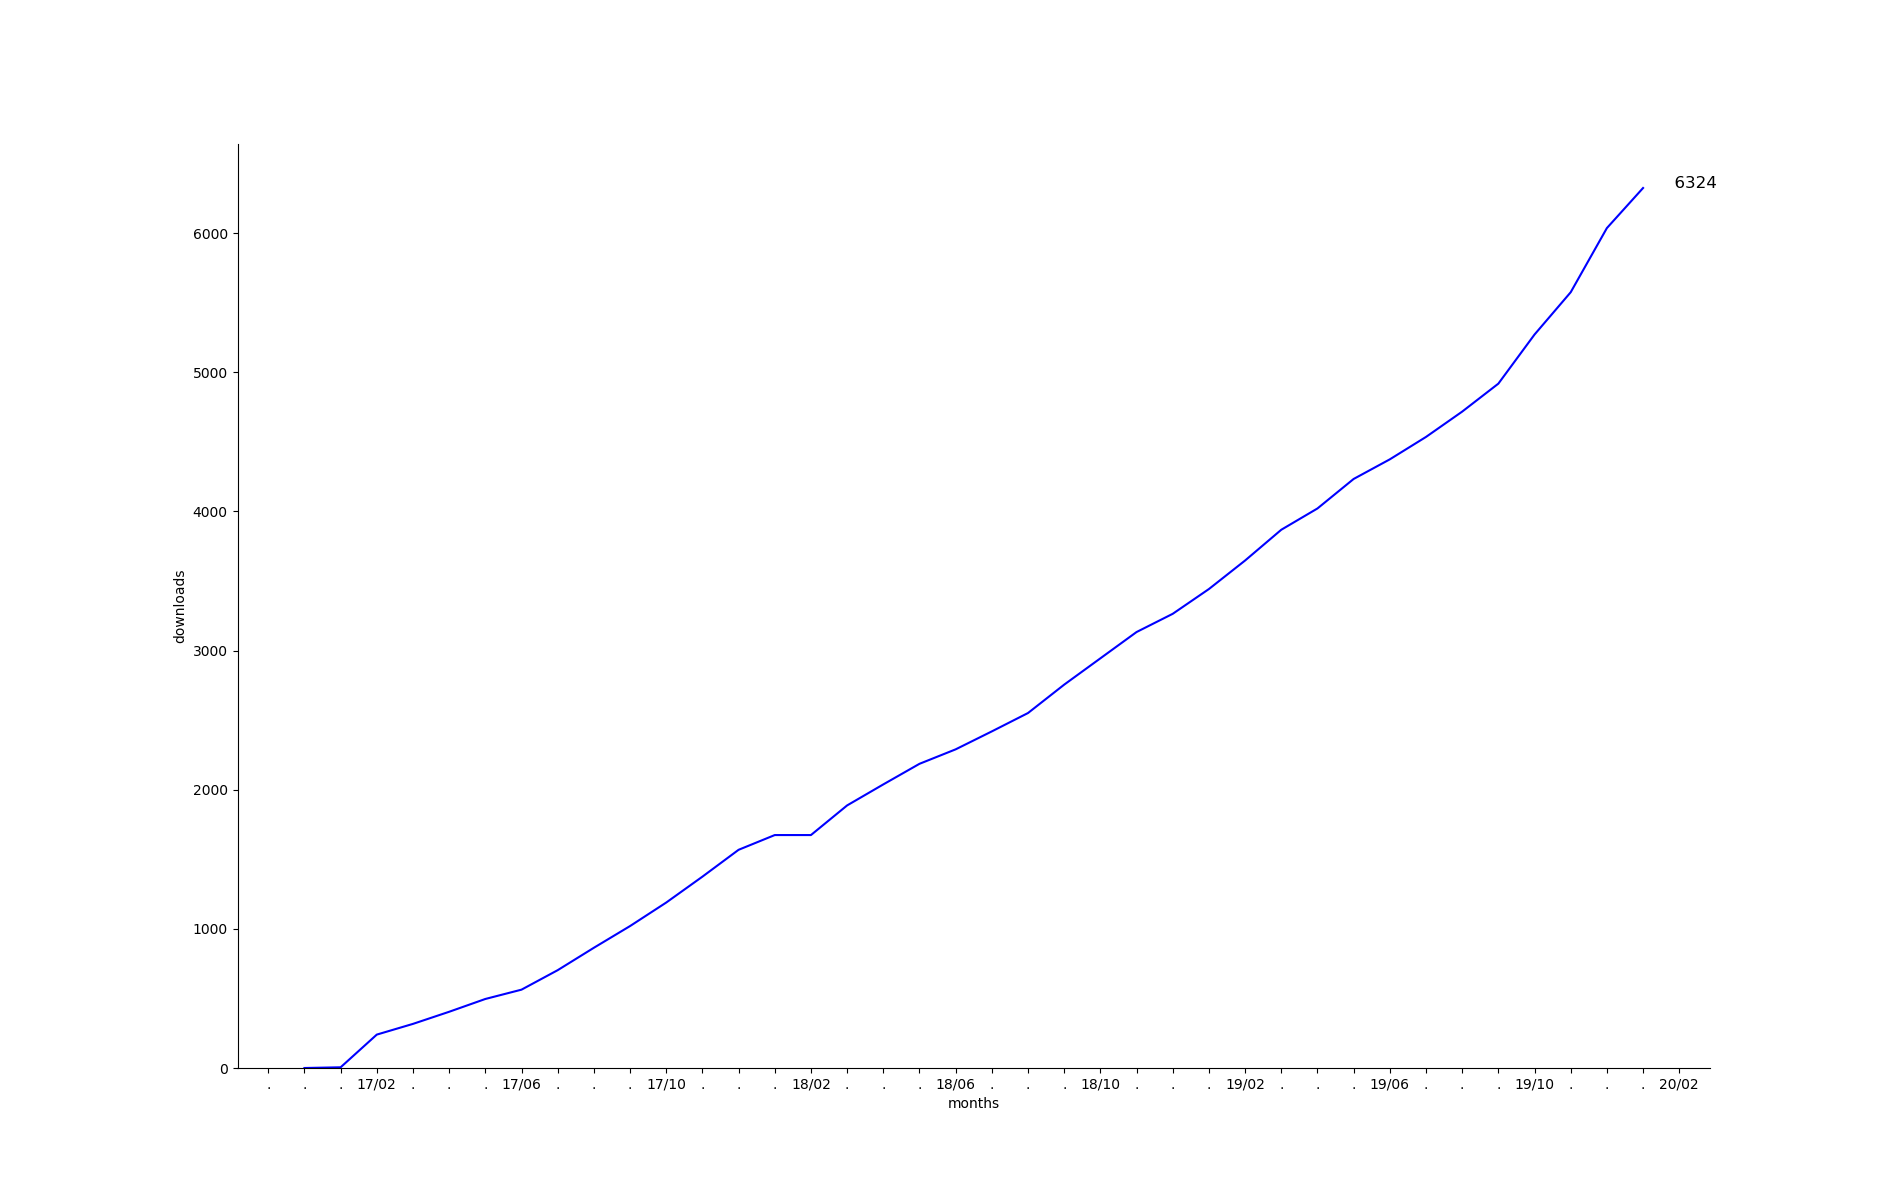 6324
6000
5000
4000
3000
2000
1000
0
downloads
. . . 17/02 . . . 17/06 . . . 17/10 . . . 18/02 . . . 18/06 . . . 18/10 . . . 19/02 . . . 19/06 . . . 19/10 . . . 20/02
months